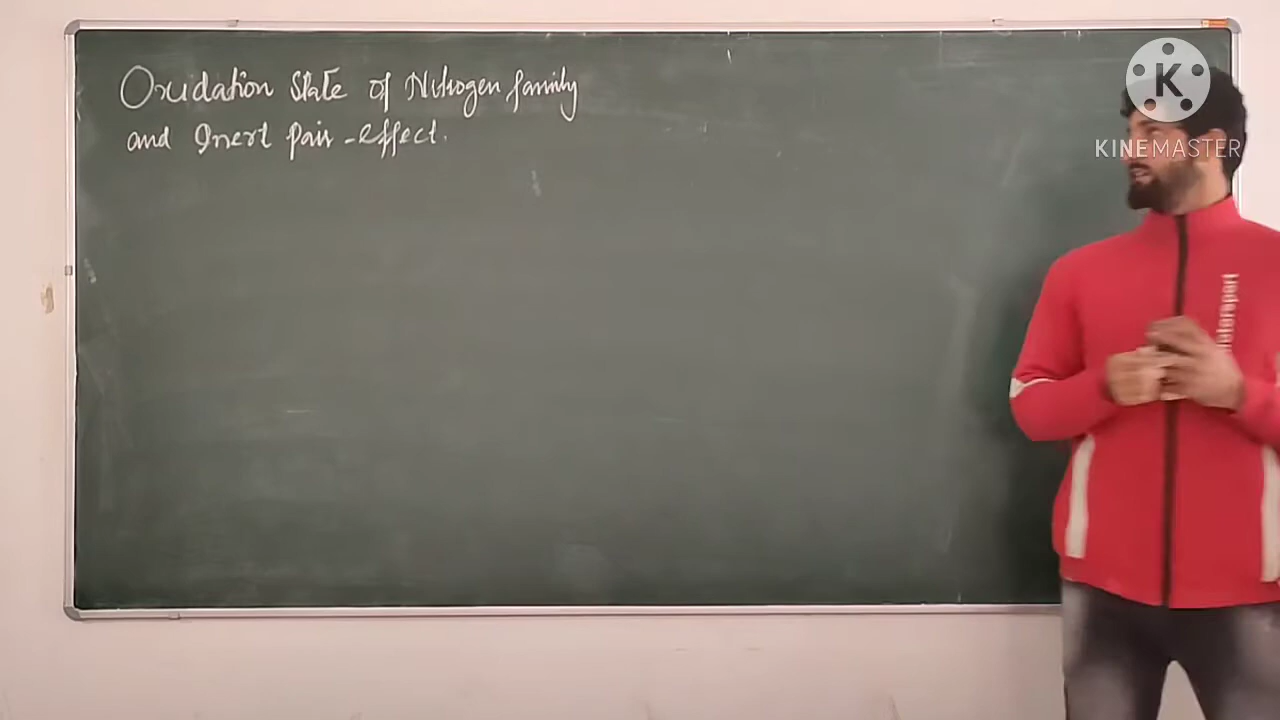 Oxidation State of Nitrogen family
and Inert pair-effect.
K
KINEMASTER